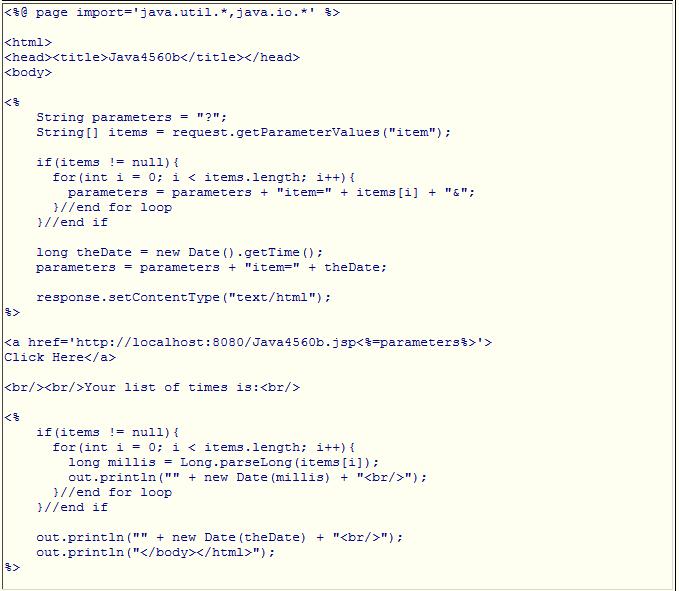 <%@ page import='java.util.*,java.io.*' %>

<html>
<head><title>Java4560b</title></head>
<body>

<%
    String parameters = "?";
    String[] items = request.getParameterValues("item");

    if(items != null){
      for(int i = 0; i < items.length; i++){
        parameters = parameters + "item=" + items[i] + "&";
      }//end for loop
    }//end if

    long theDate = new Date().getTime();
    parameters = parameters + "item=" + theDate;

    response.setContentType("text/html");
%>

<a href='http://localhost:8080/Java4560b.jsp<%=parameters%>'>
Click Here</a>

<br/><br/>Your list of times is:<br/>

<%
    if(items != null){
      for(int i = 0; i < items.length; i++){
        long millis = Long.parseLong(items[i]);
        out.println("" + new Date(millis) + "<br/>");
      }//end for loop
    }//end if

    out.println("" + new Date(theDate) + "<br/>");
    out.println("</body></html>");
%>